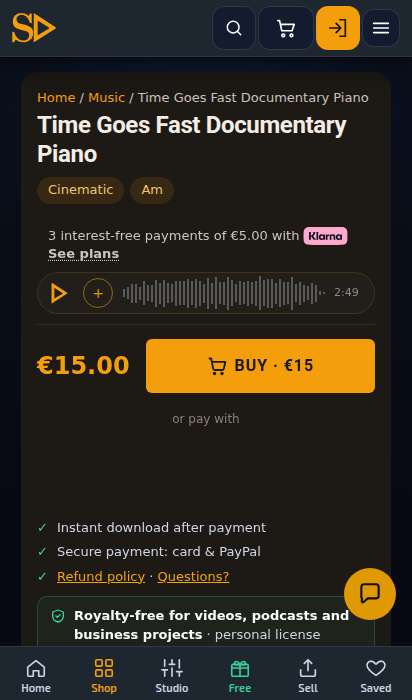 S
Home / Music / Time Goes Fast Documentary Piano
Time Goes Fast Documentary
Piano
Cinematic Am
3 interest-free payments of €5.00 with Klarna
See plans
2:49
€15.00 BUY · €15
or pay with
✓ Instant download after payment
✓ Secure payment: card & PayPal
✓ Refund policy · Questions?
Royalty-free for videos, podcasts and
business projects · personal license
Home Shop Studio Free Sell Saved